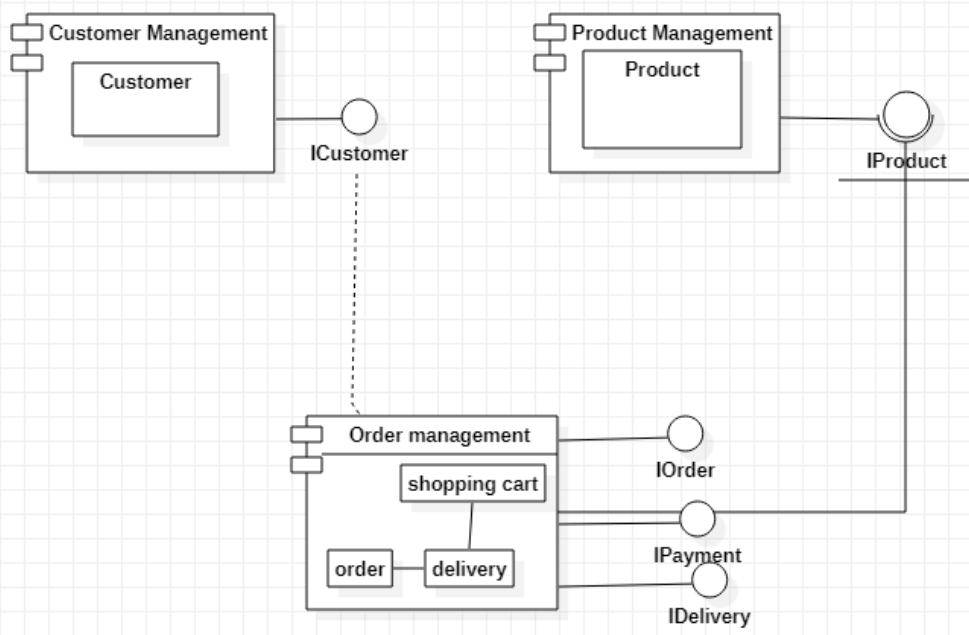 Customer Management
Product Management
Customer
Product
ICustomer
IProduct
Order management
IOrder
shopping cart
IPayment
order
delivery
IDelivery